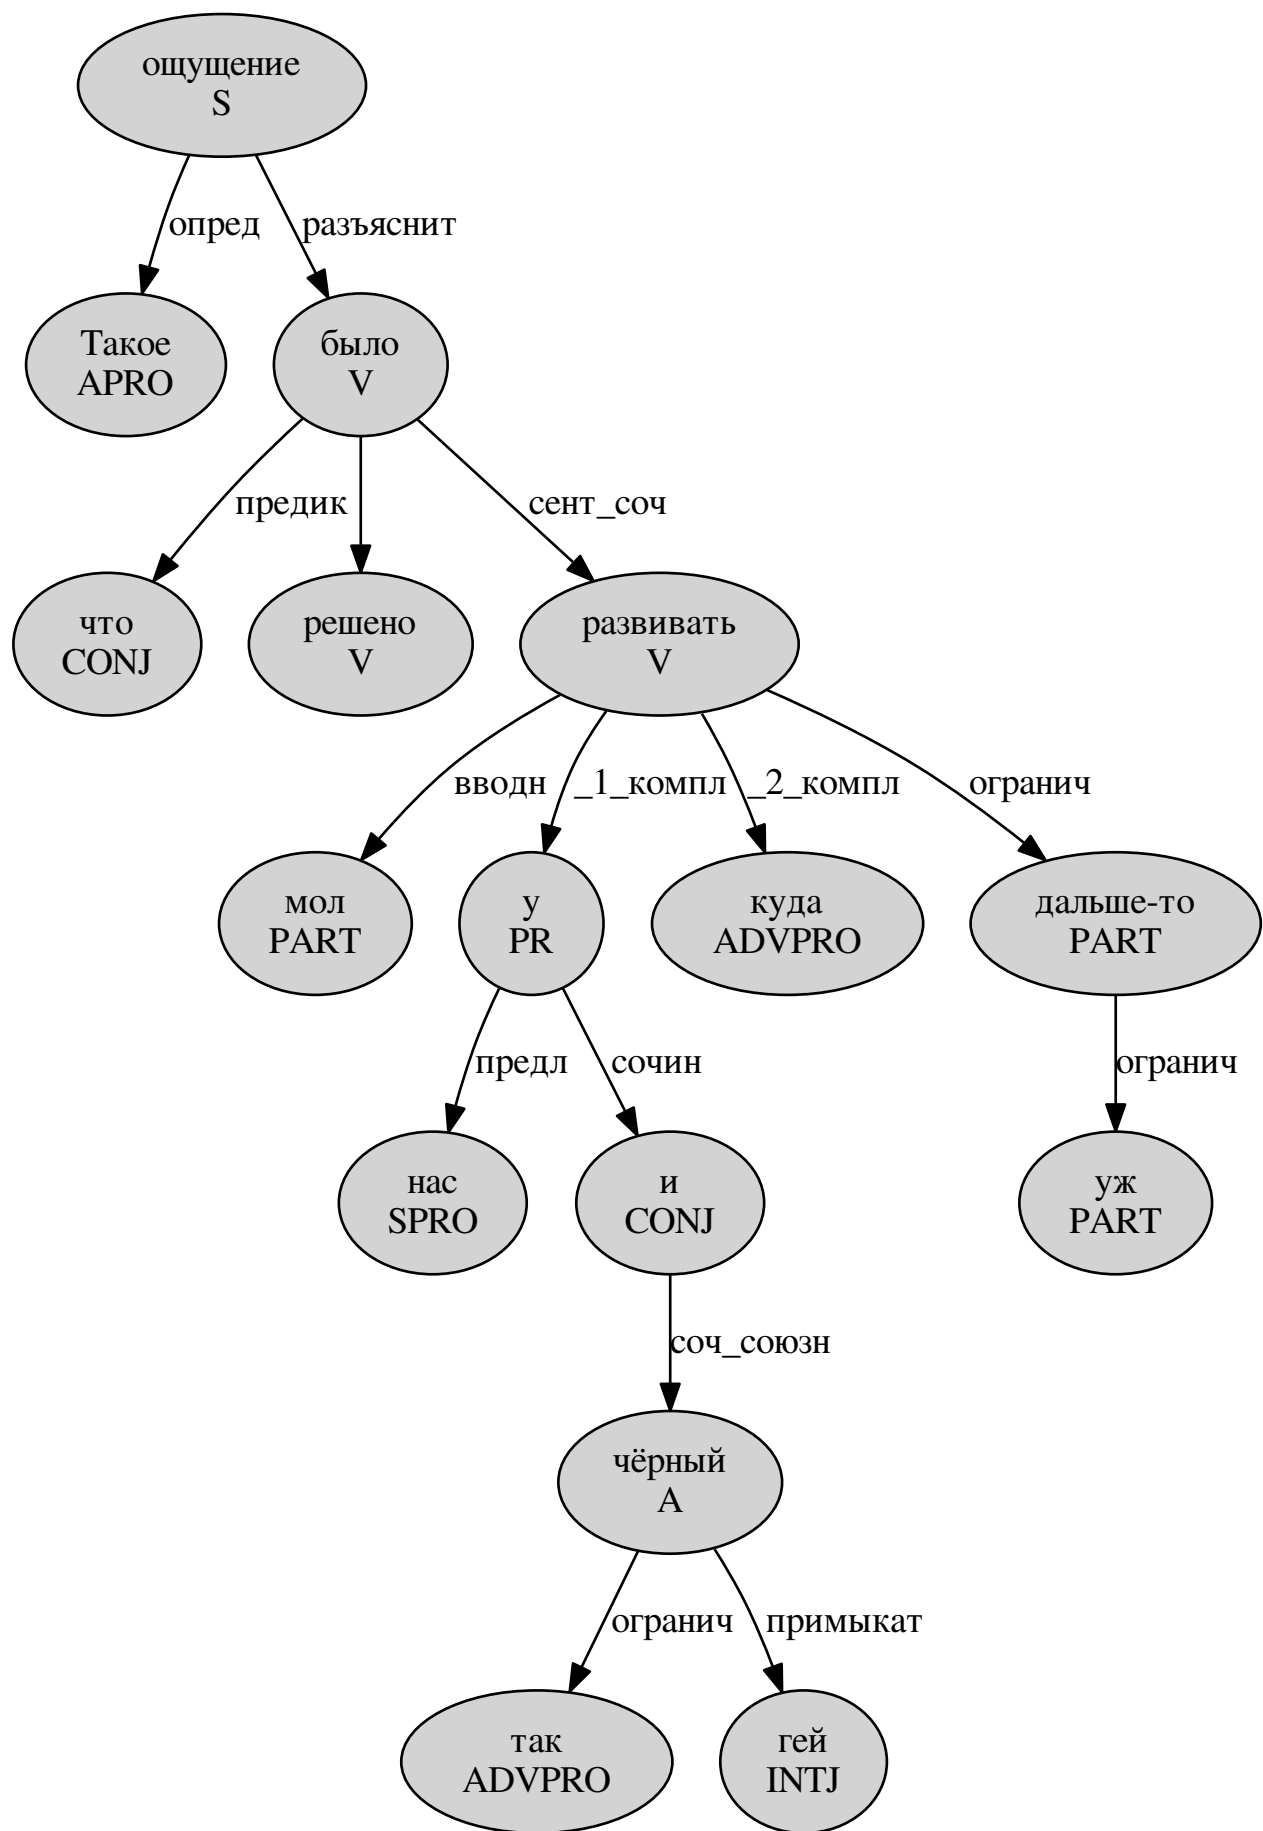 ощущение
S
опред
разъяснит
Такое
APRO
было
V
предик
сент_соч
что
CONJ
решено
V
развивать
V
вводн
_1_компл
_2_компл
огранич
мол
PART
у
PR
куда
ADVPRO
дальше-то
PART
предл
сочин
огранич
нас
SPRO
и
CONJ
уж
PART
соч_союзн
чёрный
A
огранич
примыкат
так
ADVPRO
гей
INTJ